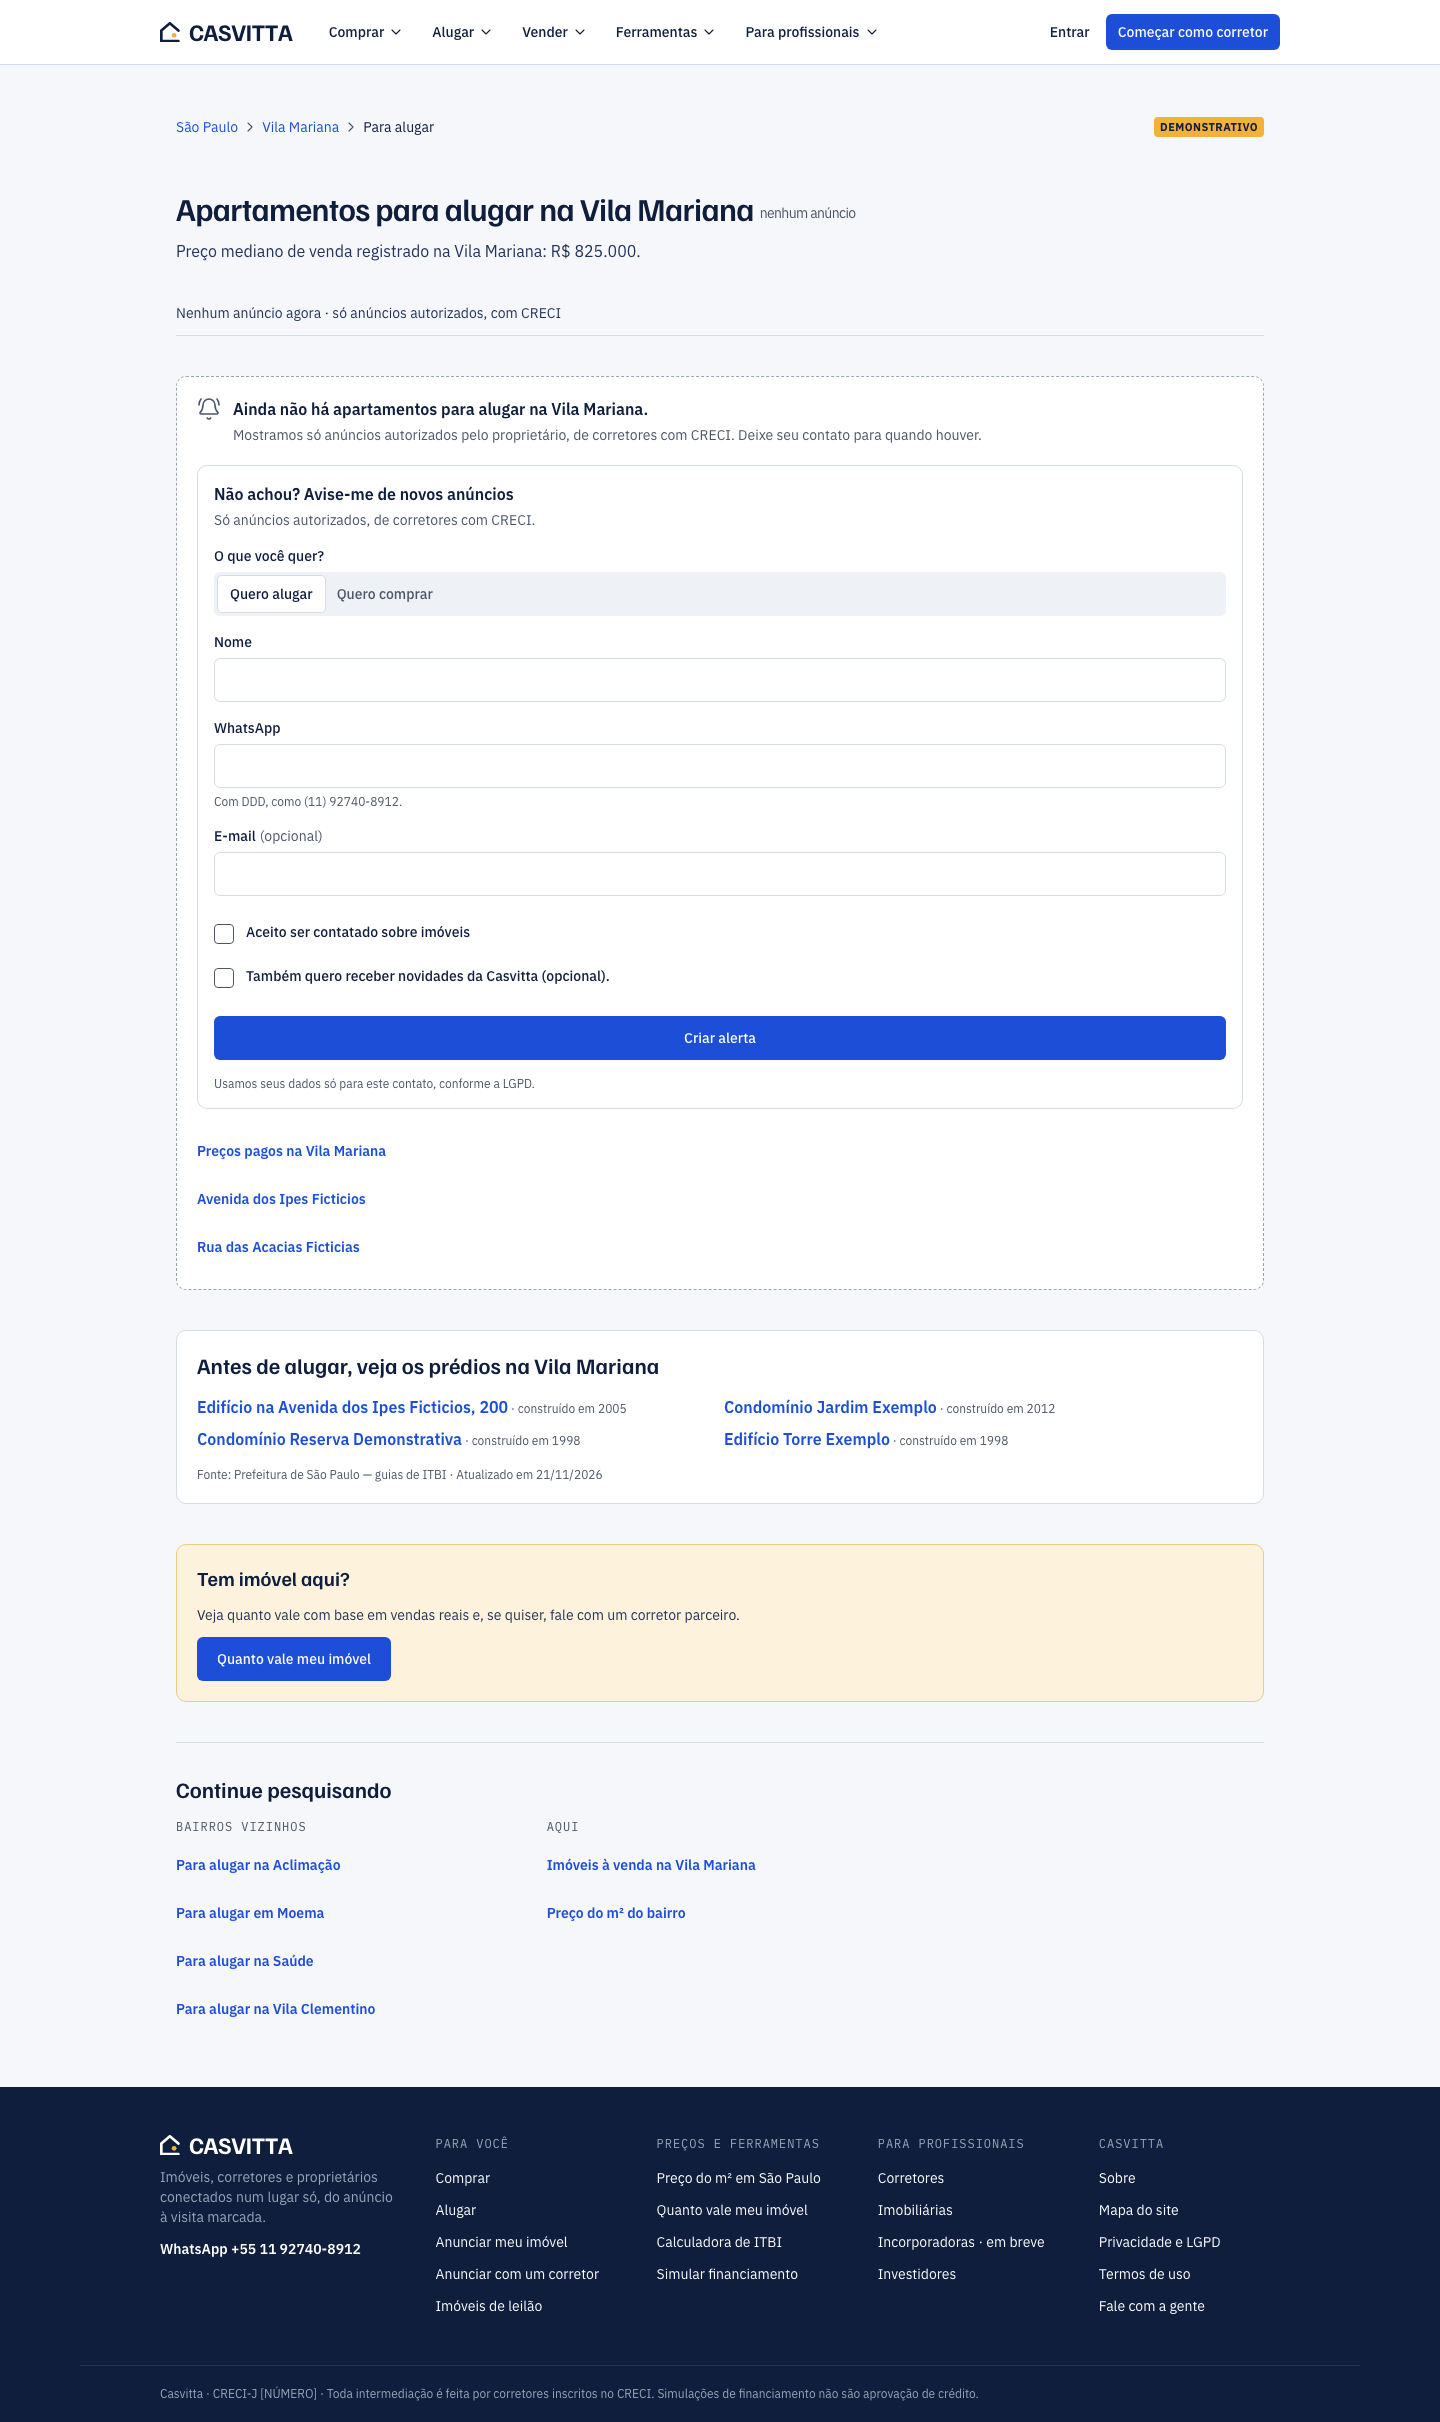 CASVITTA
Comprar
Alugar
Vender
Ferramentas
Para profissionais
Entrar
Começar como corretor
São Paulo > Vila Mariana > Para alugar
DEMONSTRATIVO
Apartamentos para alugar na Vila Mariana nenhum anúncio
Preço mediano de venda registrado na Vila Mariana: R$ 825.000.
Nenhum anúncio agora · só anúncios autorizados, com CRECI
Ainda não há apartamentos para alugar na Vila Mariana.
Mostramos só anúncios autorizados pelo proprietário, de corretores com CRECI. Deixe seu contato para quando houver.
Não achou? Avise-me de novos anúncios
Só anúncios autorizados, de corretores com CRECI.
O que você quer?
Quero alugar
Quero comprar
Nome
WhatsApp
Com DDD, como (11) 92740-8912.
E-mail (opcional)
Aceito ser contatado sobre imóveis
Também quero receber novidades da Casvitta (opcional).
Criar alerta
Usamos seus dados só para este contato, conforme a LGPD.
Preços pagos na Vila Mariana
Avenida dos Ipes Ficticios
Rua das Acacias Ficticias
Antes de alugar, veja os prédios na Vila Mariana
Edifício na Avenida dos Ipes Ficticios, 200 · construído em 2005
Condomínio Jardim Exemplo · construído em 2012
Condomínio Reserva Demonstrativa · construído em 1998
Edifício Torre Exemplo · construído em 1998
Fonte: Prefeitura de São Paulo — guias de ITBI · Atualizado em 21/11/2026
Tem imóvel aqui?
Veja quanto vale com base em vendas reais e, se quiser, fale com um corretor parceiro.
Quanto vale meu imóvel
Continue pesquisando
BAIRROS VIZINHOS
Para alugar na Aclimação
Para alugar em Moema
Para alugar na Saúde
Para alugar na Vila Clementino
AQUI
Imóveis à venda na Vila Mariana
Preço do m² do bairro
CASVITTA
Imóveis, corretores e proprietários
conectados num lugar só, do anúncio
à visita marcada.
WhatsApp +55 11 92740-8912
PARA VOCÊ
Comprar
Alugar
Anunciar meu imóvel
Anunciar com um corretor
Imóveis de leilão
PREÇOS E FERRAMENTAS
Preço do m² em São Paulo
Quanto vale meu imóvel
Calculadora de ITBI
Simular financiamento
PARA PROFISSIONAIS
Corretores
Imobiliárias
Incorporadoras · em breve
Investidores
CASVITTA
Sobre
Mapa do site
Privacidade e LGPD
Termos de uso
Fale com a gente
Casvitta · CRECI-J [NÚMERO] · Toda intermediação é feita por corretores inscritos no CRECI. Simulações de financiamento não são aprovação de crédito.